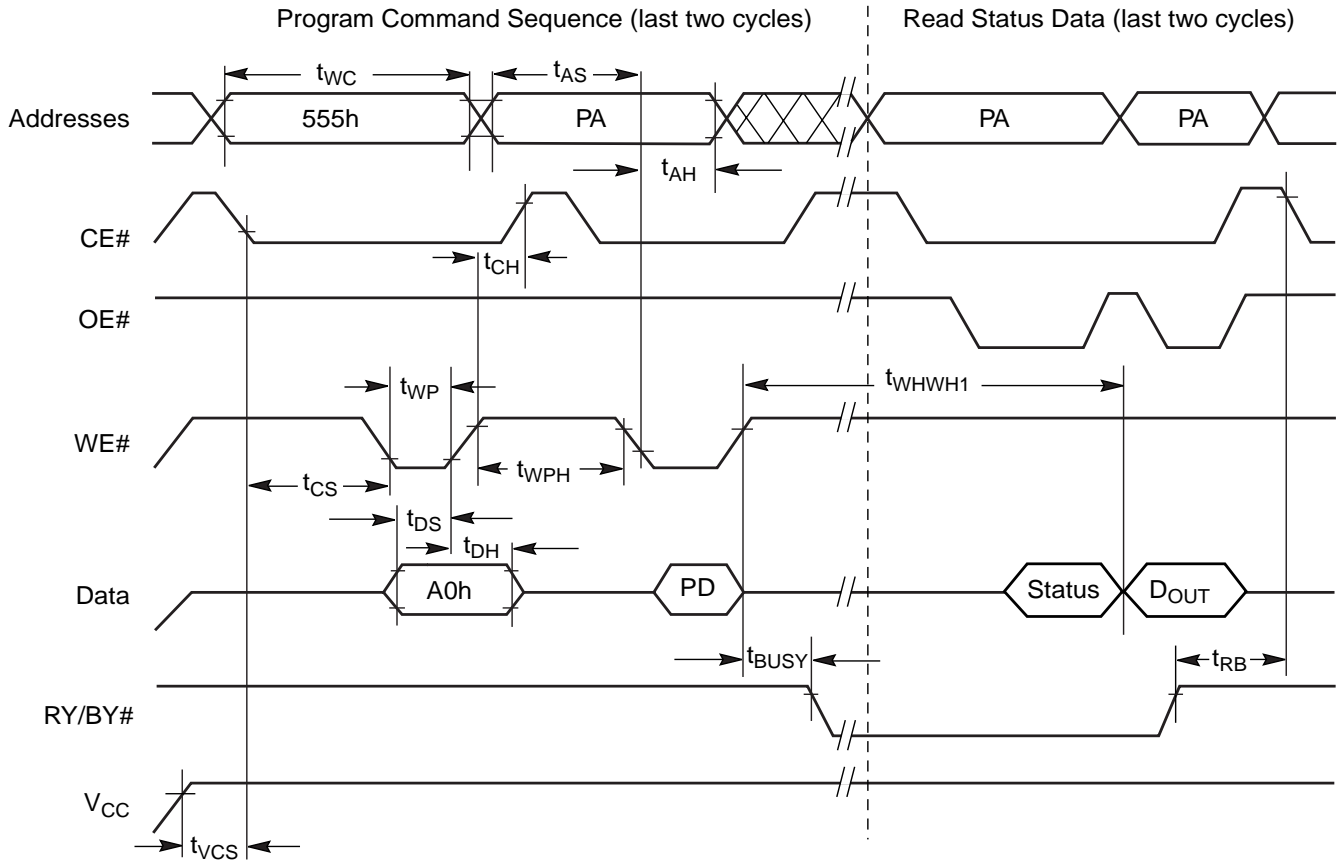 Program Command Sequence (last two cycles)
Read Status Data (last two cycles)
tWC
tAS
Addresses
555h
PA
PA
PA
tAH
CE#
tCH
OE#
tWP
tWHWH1
WE#
tCS
tWPH
tDS
tDH
Data
A0h
PD
Status
DOUT
tBUSY
tRB
RY/BY#
VCC
tVCS